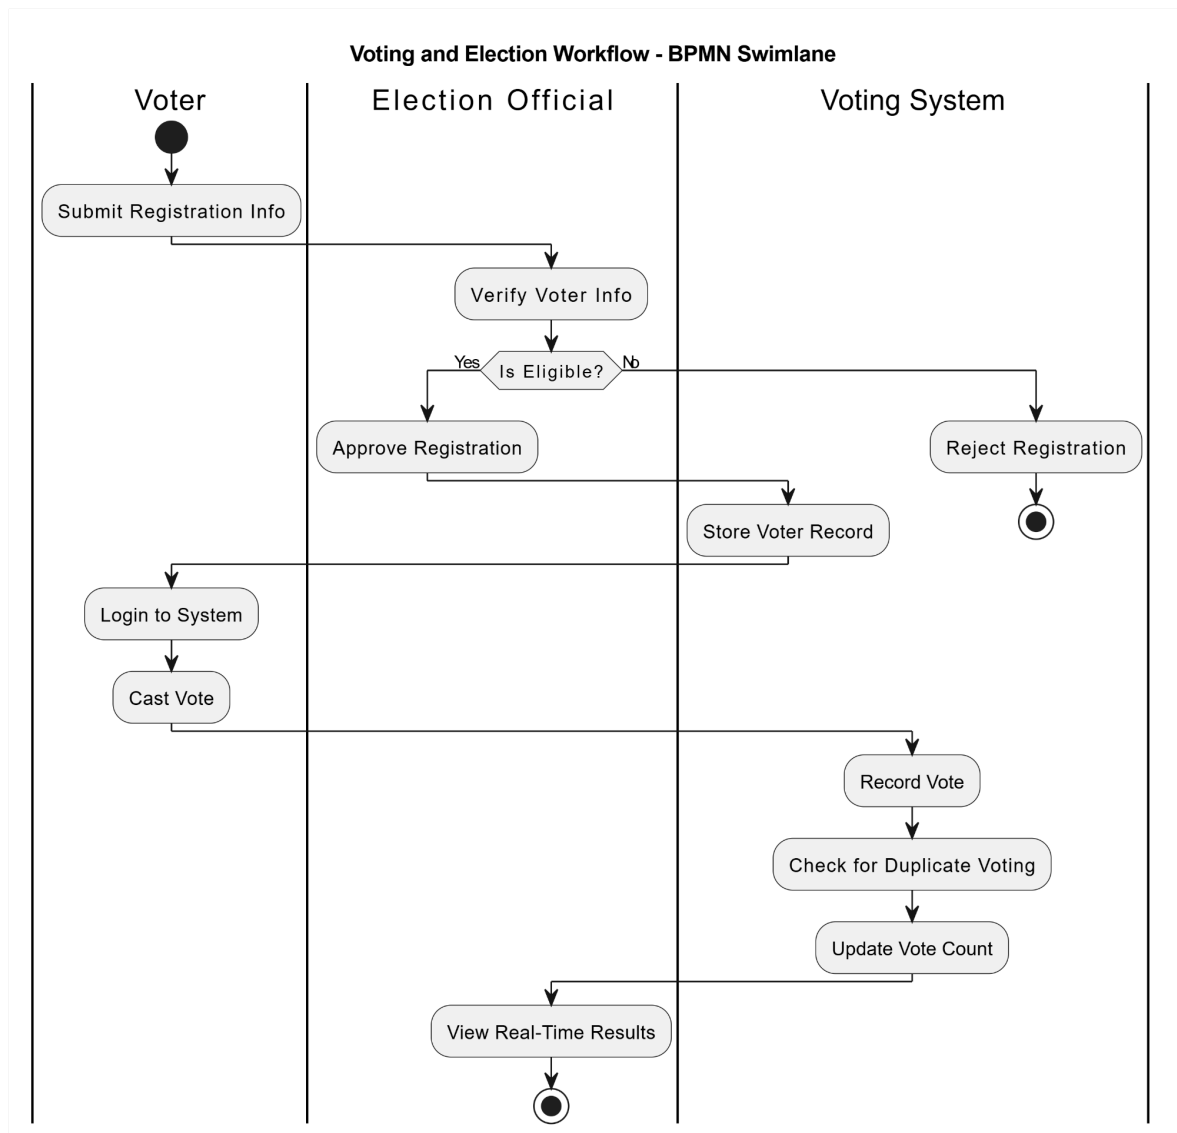 Voting and Election Workflow - BPMN Swimlane
Voter
Election Official
Voting System
Submit Registration Info
Verify Voter Info
Yes
Is Eligible?
No
Approve Registration
Reject Registration
Store Voter Record
Login to System
Cast Vote
Record Vote
Check for Duplicate Voting
Update Vote Count
View Real-Time Results